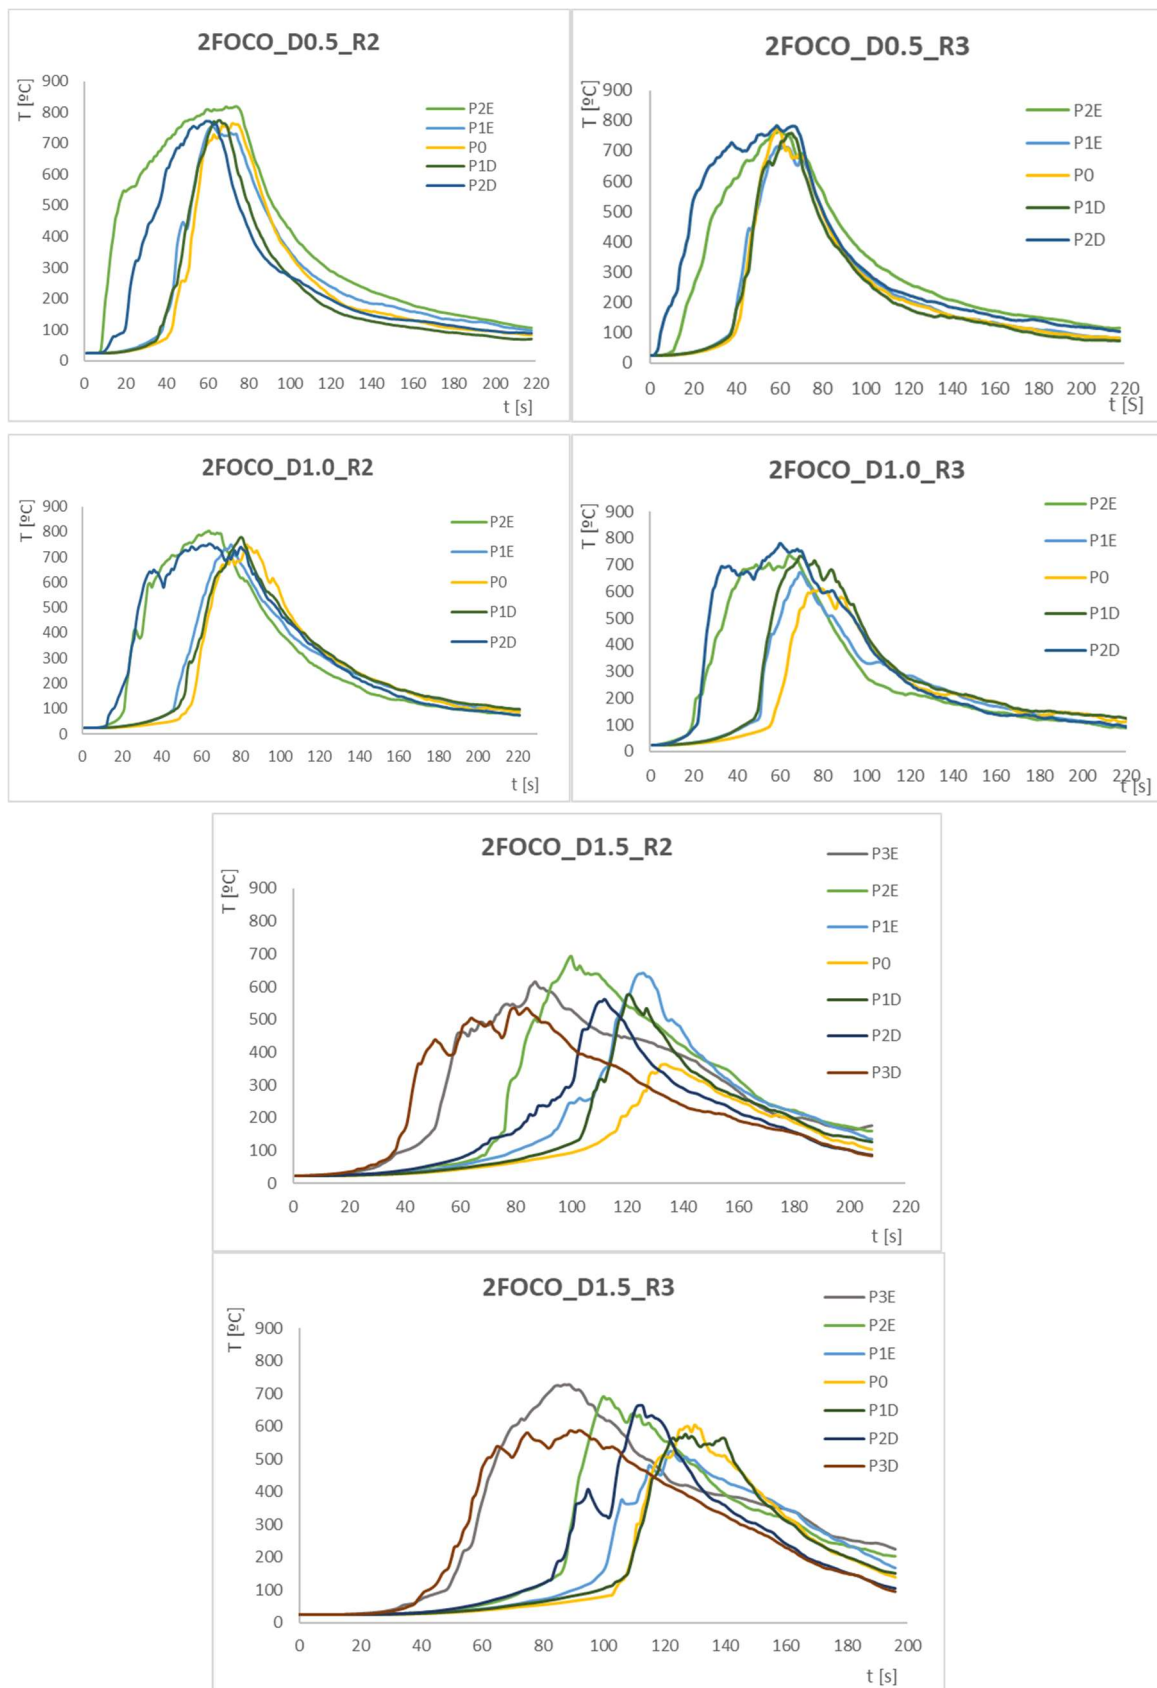 2FOCO_D0.5_R2
T [ºC]
900
800
700
600
500
400
300
200
100
0
0 20 40 60 80 100 120 140 160 180 200 220
t [s]
P2E
P1E
P0
P1D
P2D
2FOCO_D0.5_R3
T [ºC]
900
800
700
600
500
400
300
200
100
0
0 20 40 60 80 100 120 140 160 180 200 220
t [S]
P2E
P1E
P0
P1D
P2D
2FOCO_D1.0_R2
T [ºC]
900
800
700
600
500
400
300
200
100
0
0 20 40 60 80 100 120 140 160 180 200 220
t [s]
P2E
P1E
P0
P1D
P2D
2FOCO_D1.0_R3
T [ºC]
900
800
700
600
500
400
300
200
100
0
0 20 40 60 80 100 120 140 160 180 200 220
t [s]
P2E
P1E
P0
P1D
P2D
2FOCO_D1.5_R2
T [ºC]
900
800
700
600
500
400
300
200
100
0
0 20 40 60 80 100 120 140 160 180 200 220
t [s]
P3E
P2E
P1E
P0
P1D
P2D
P3D
2FOCO_D1.5_R3
T [ºC]
900
800
700
600
500
400
300
200
100
0
0 20 40 60 80 100 120 140 160 180 200
t [s]
P3E
P2E
P1E
P0
P1D
P2D
P3D